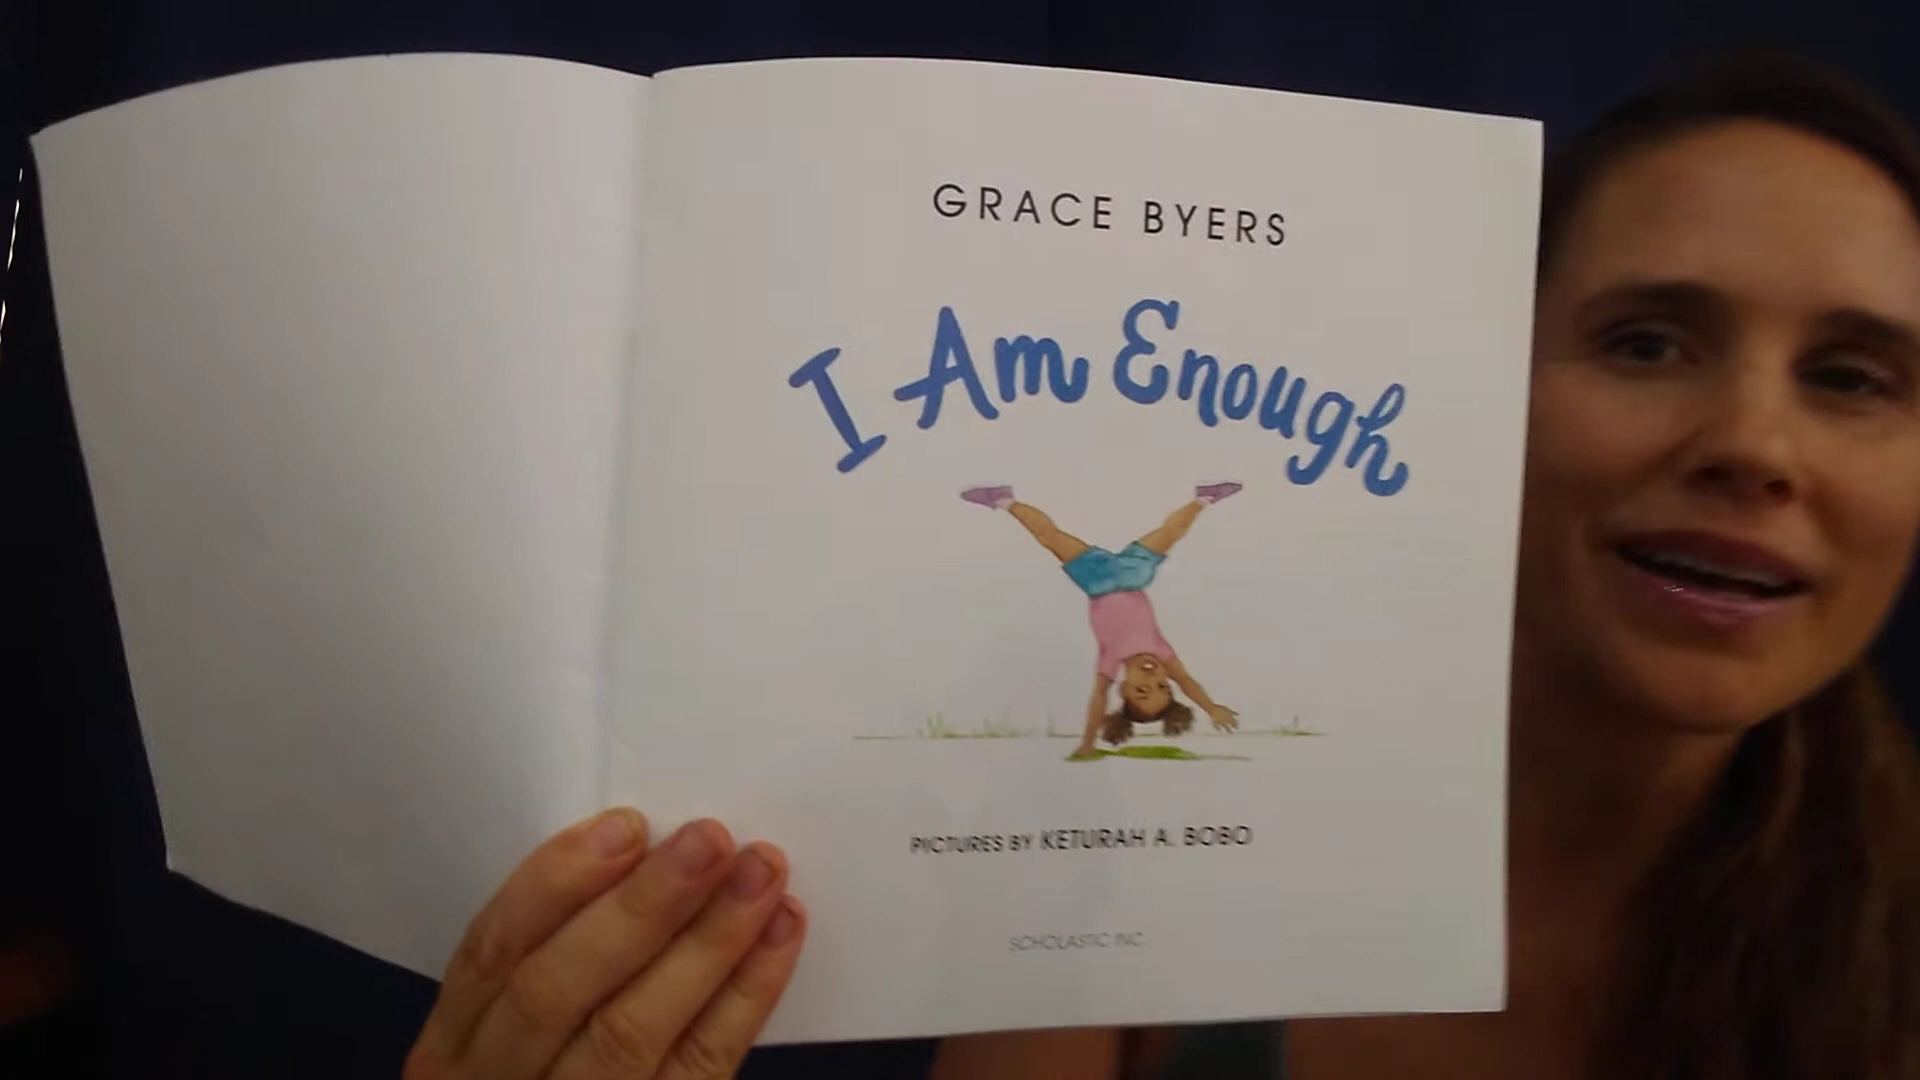 GRACE BYERS
I Am Enough
PICTURES BY KETURAH A. BOBO
SCHOLASTIC INC.